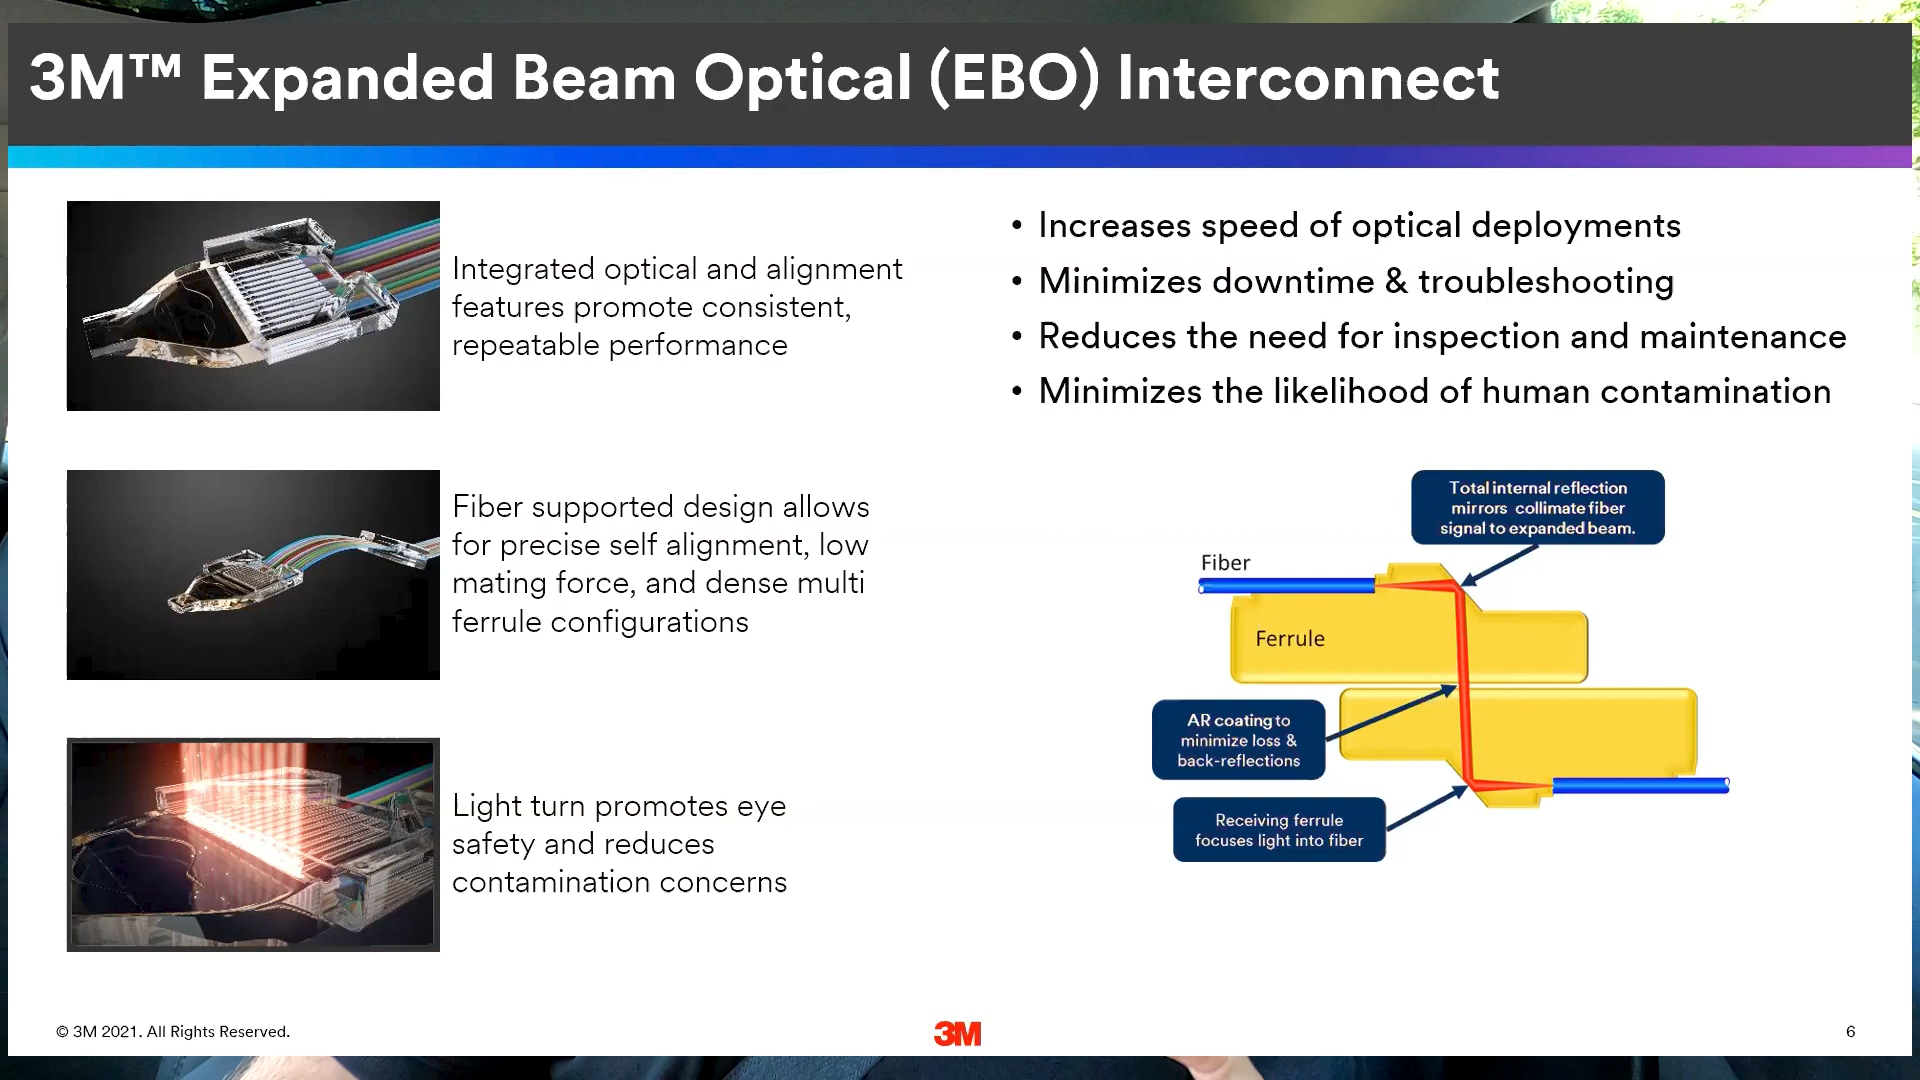 3M™ Expanded Beam Optical (EBO) Interconnect
Integrated optical and alignment
features promote consistent,
repeatable performance
Fiber supported design allows
for precise self alignment, low
mating force, and dense multi
ferrule configurations
Light turn promotes eye
safety and reduces
contamination concerns
• Increases speed of optical deployments
• Minimizes downtime & troubleshooting
• Reduces the need for inspection and maintenance
• Minimizes the likelihood of human contamination
Total internal reflection
mirrors collimate fiber
signal to expanded beam.
Fiber
Ferrule
AR coating to
minimize loss &
back-reflections
Receiving ferrule
focuses light into fiber
© 3M 2021. All Rights Reserved.
3M
6